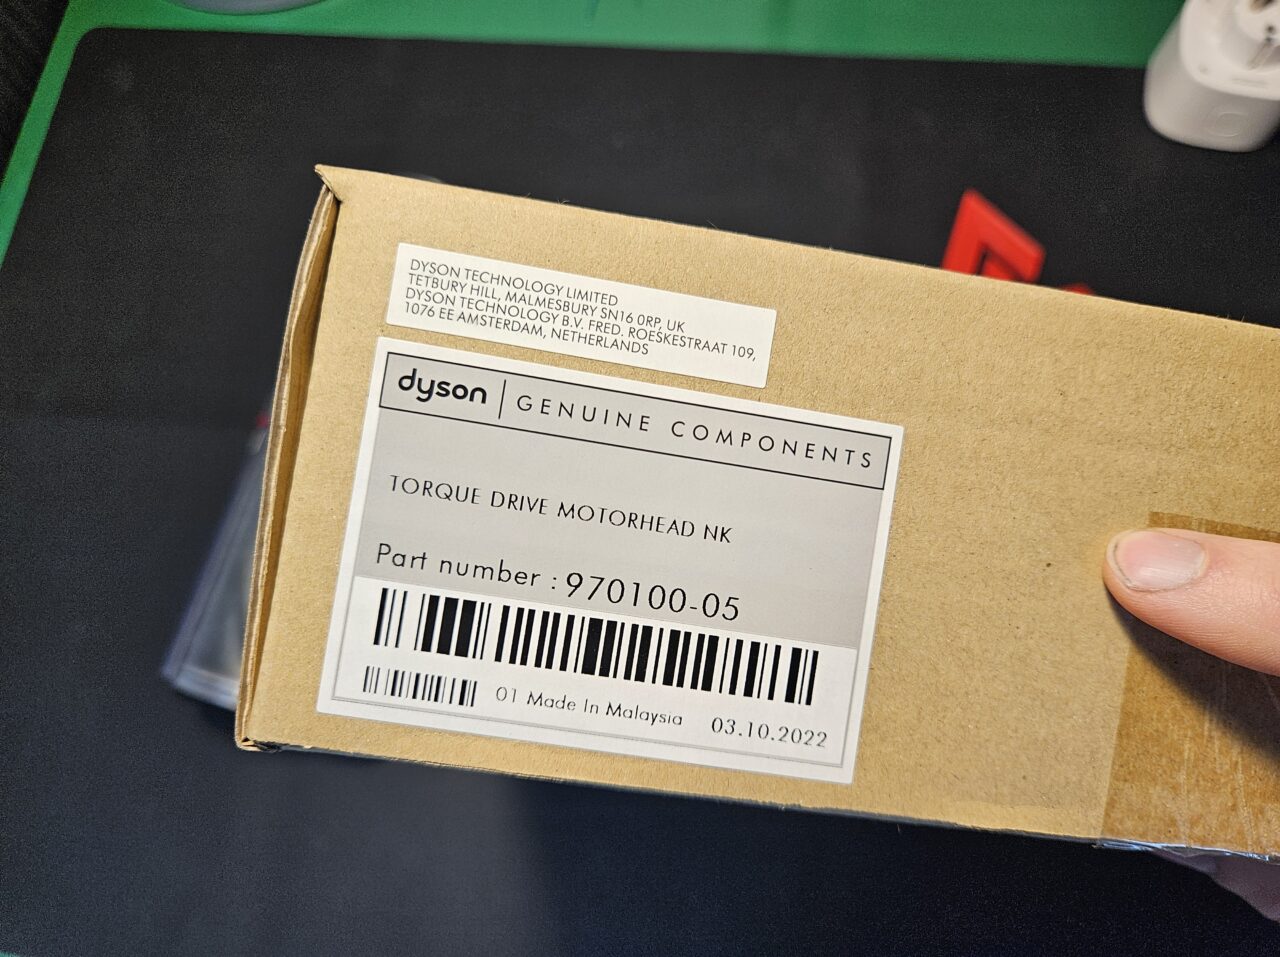 DYSON TECHNOLOGY LIMITED
TETBURY HILL, MALMESBURY SN16 0RP, UK
DYSON TECHNOLOGY B.V. FRED. ROESKESTRAAT 109,
1076 EE AMSTERDAM, NETHERLANDS
dyson | GENUINE COMPONENTS
TORQUE DRIVE MOTORHEAD NK
Part number : 970100-05
01 Made In Malaysia 03.10.2022